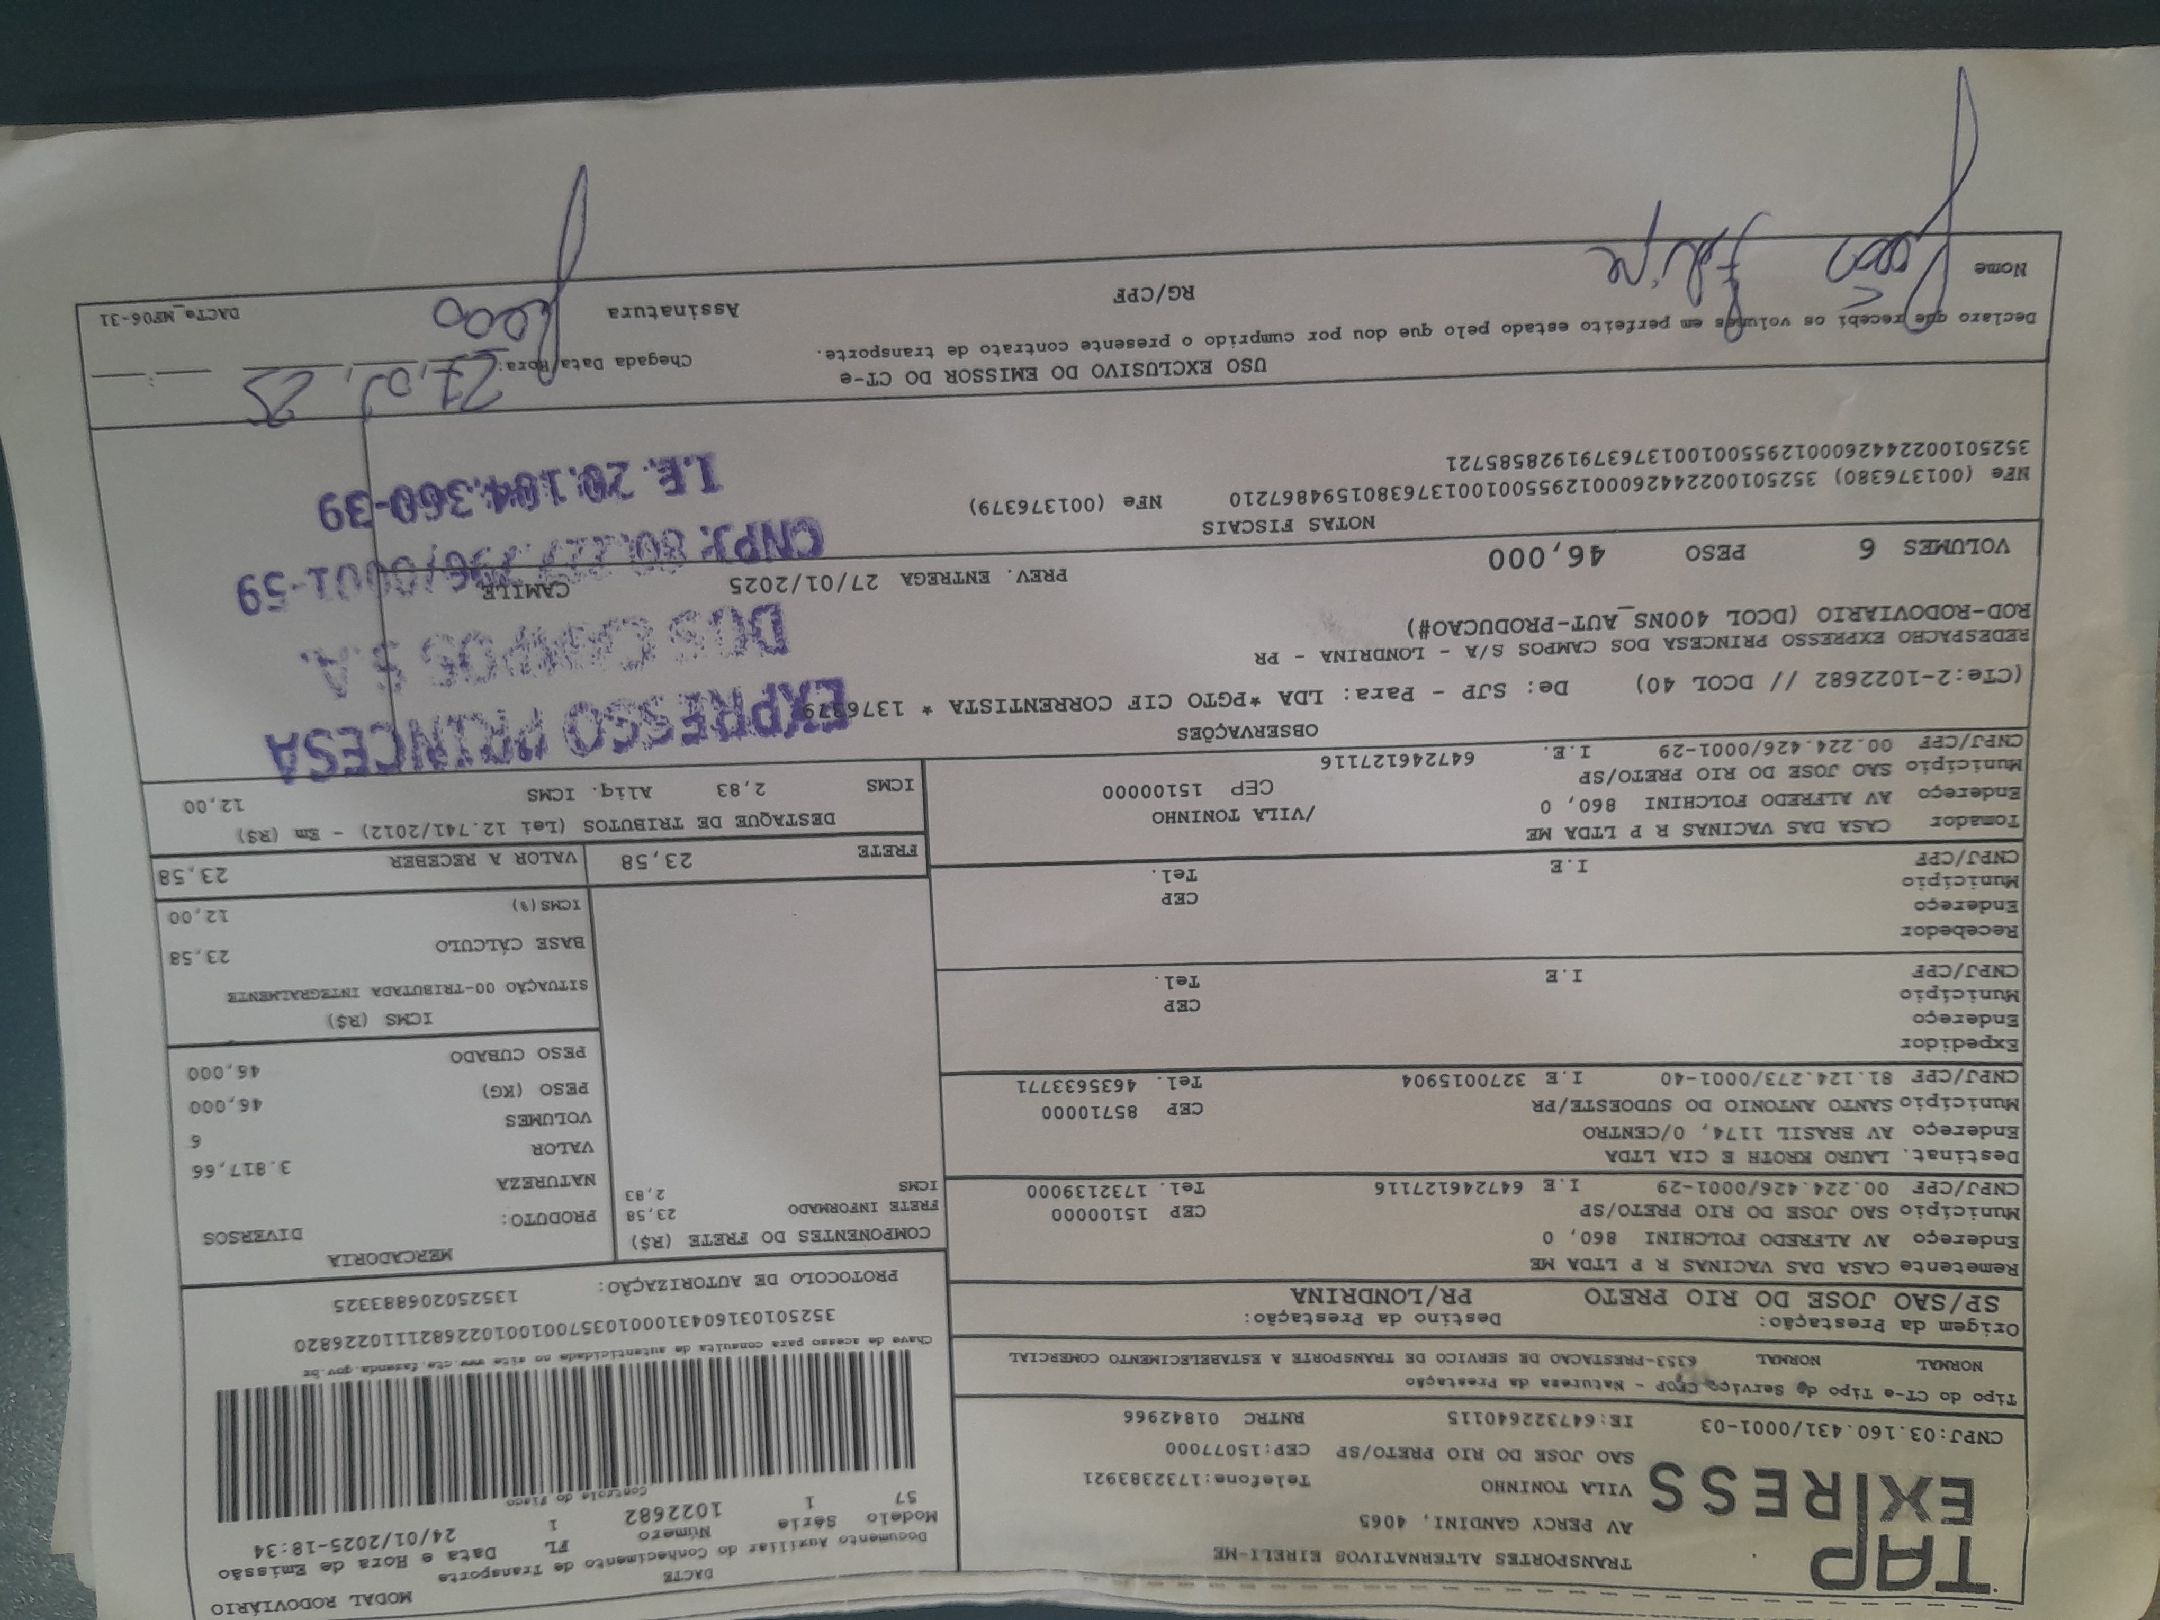 TAP
EXPRESS
TRANSPORTES ALTERNATIVOS EIRELI-ME
AV PERCY GANDINI, 4065
VILA TONINHO Telefone:1732383921
SAO JOSE DO RIO PRETO/SP CEP:15077000
CNPJ:03.160.431/0001-03 IE:647322640115 RNTRC 01842966
DACTE MODAL RODOVIÁRIO
Documento Auxiliar do Conhecimento de Transporte
Modelo Série Número FL Data e Hora de Emissão
57 1 1022682 1 24/01/2025-18:34
Controle do Fisco
Chave de acesso para consulta de autenticidade no site www.cte.fazenda.gov.br
35250103160431000103570010010226821110226820
PROTOCOLO DE AUTORIZAÇÃO: 135250206883325
Tipo do CT-e Tipo de Serviço CFOP - Natureza da Prestação
NORMAL NORMAL 6353-PRESTACAO DE SERVICO DE TRANSPORTE A ESTABELECIMENTO COMERCIAL
Origem da Prestação: Destino da Prestação:
SP/SAO JOSE DO RIO PRETO PR/LONDRINA
Remetente CASA DAS VACINAS R P LTDA ME
Endereço AV ALFREDO FOLCHINI 860, 0
Município SAO JOSE DO RIO PRETO/SP CEP 15100000
CNPJ/CPF 00.224.426/0001-29 I.E 647246127116 Tel. 1732139000
Destinat. LAURO KROTH E CIA LTDA
Endereço AV BRASIL 1174, 0/CENTRO
Município SANTO ANTONIO DO SUDOESTE/PR CEP 85710000
CNPJ/CPF 81.124.273/0001-40 I.E 3270015904 Tel. 4635633771
Expedidor
Endereço
Município CEP
CNPJ/CPF I.E Tel.
Recebedor
Endereço
Município CEP
CNPJ/CPF I.E Tel.
Tomador CASA DAS VACINAS R P LTDA ME
Endereço AV ALFREDO FOLCHINI 860, 0 /VILA TONINHO
Município SAO JOSE DO RIO PRETO/SP CEP 15100000
CNPJ/CPF 00.224.426/0001-29 I.E. 647246127116
COMPONENTES DO FRETE (R$)
FRETE INFORMADO 23,58
ICMS 2,83
MERCADORIA
PRODUTO: DIVERSOS
NATUREZA
VALOR 3.817,66
VOLUMES 6
PESO (KG) 46,000
PESO CUBADO 46,000
ICMS (R$)
SITUAÇÃO 00-TRIBUTADA INTEGRALMENTE
BASE CÁLCULO 23,58
ICMS(%) 12,00
FRETE 23,58 VALOR A RECEBER 23,58
DESTAQUE DE TRIBUTOS (Lei 12.741/2012) - Em (R$)
ICMS 2,83 Aliq. ICMS 12,00
OBSERVAÇÕES
(CTe:2-1022682 // DCOL 40) De: SJP - Para: LDA *PGTO CIF CORRENTISTA * 1376379
REDESPACHO EXPRESSO PRINCESA DOS CAMPOS S/A - LONDRINA - PR
ROD-RODOVIARIO (DCOL 400NS_AUT-PRODUCAO#)
PREV. ENTREGA 27/01/2025 CAMILE
VOLUMES 6 PESO 46,000
EXPRESSO PRINCESA
DOS CAMPOS S.A.
CNPJ: 80.227.796/0001-59
I.E. 20.104.360-39
NOTAS FISCAIS
NFe (001376380) 35250100224426000129550010013763801594867210 NFe (001376379)
35250100224426000129550010013763791928585721
USO EXCLUSIVO DO EMISSOR DO CT-e
Declaro que recebi os volumes em perfeito estado pelo que dou por cumprido o presente contrato de transporte.
Chegada Data/Hora: 27, 01, 25
Nome João Felipe RG/CPF Assinatura João DACTe_MF06-31